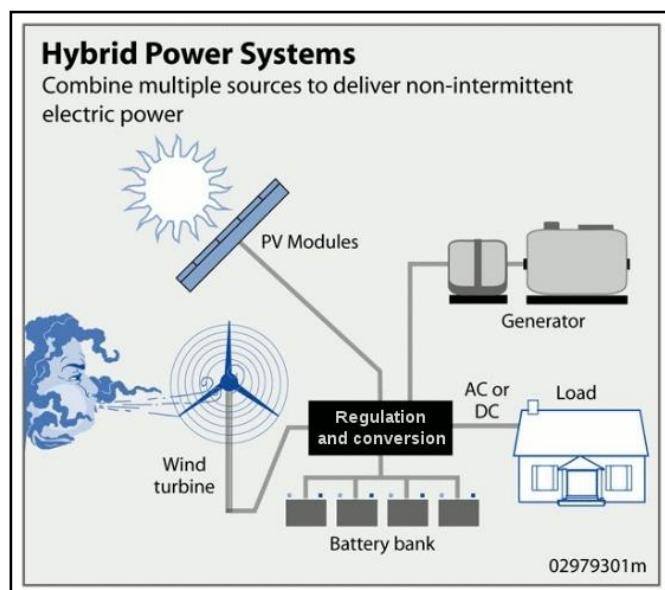 Hybrid Power Systems
Combine multiple sources to deliver non-intermittent
electric power
PV Modules
Generator
AC or
DC
Load
Regulation
and conversion
Wind
turbine
Battery bank
02979301m